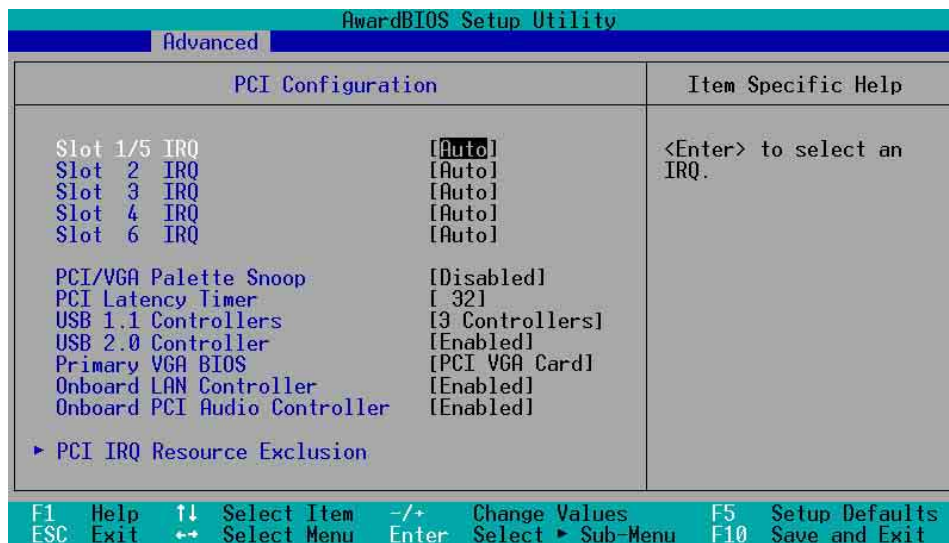 AwardBIOS Setup Utility
Advanced
PCI Configuration
Item Specific Help
Slot 1/5 IRQ [Auto]
Slot 2 IRQ [Auto]
Slot 3 IRQ [Auto]
Slot 4 IRQ [Auto]
Slot 6 IRQ [Auto]
PCI/VGA Palette Snoop [Disabled]
PCI Latency Timer [ 32]
USB 1.1 Controllers [3 Controllers]
USB 2.0 Controller [Enabled]
Primary VGA BIOS [PCI VGA Card]
Onboard LAN Controller [Enabled]
Onboard PCI Audio Controller [Enabled]
► PCI IRQ Resource Exclusion
<Enter> to select an
IRQ.
F1 Help ↑↓ Select Item -/+ Change Values F5 Setup Defaults
ESC Exit ←→ Select Menu Enter Select ► Sub-Menu F10 Save and Exit